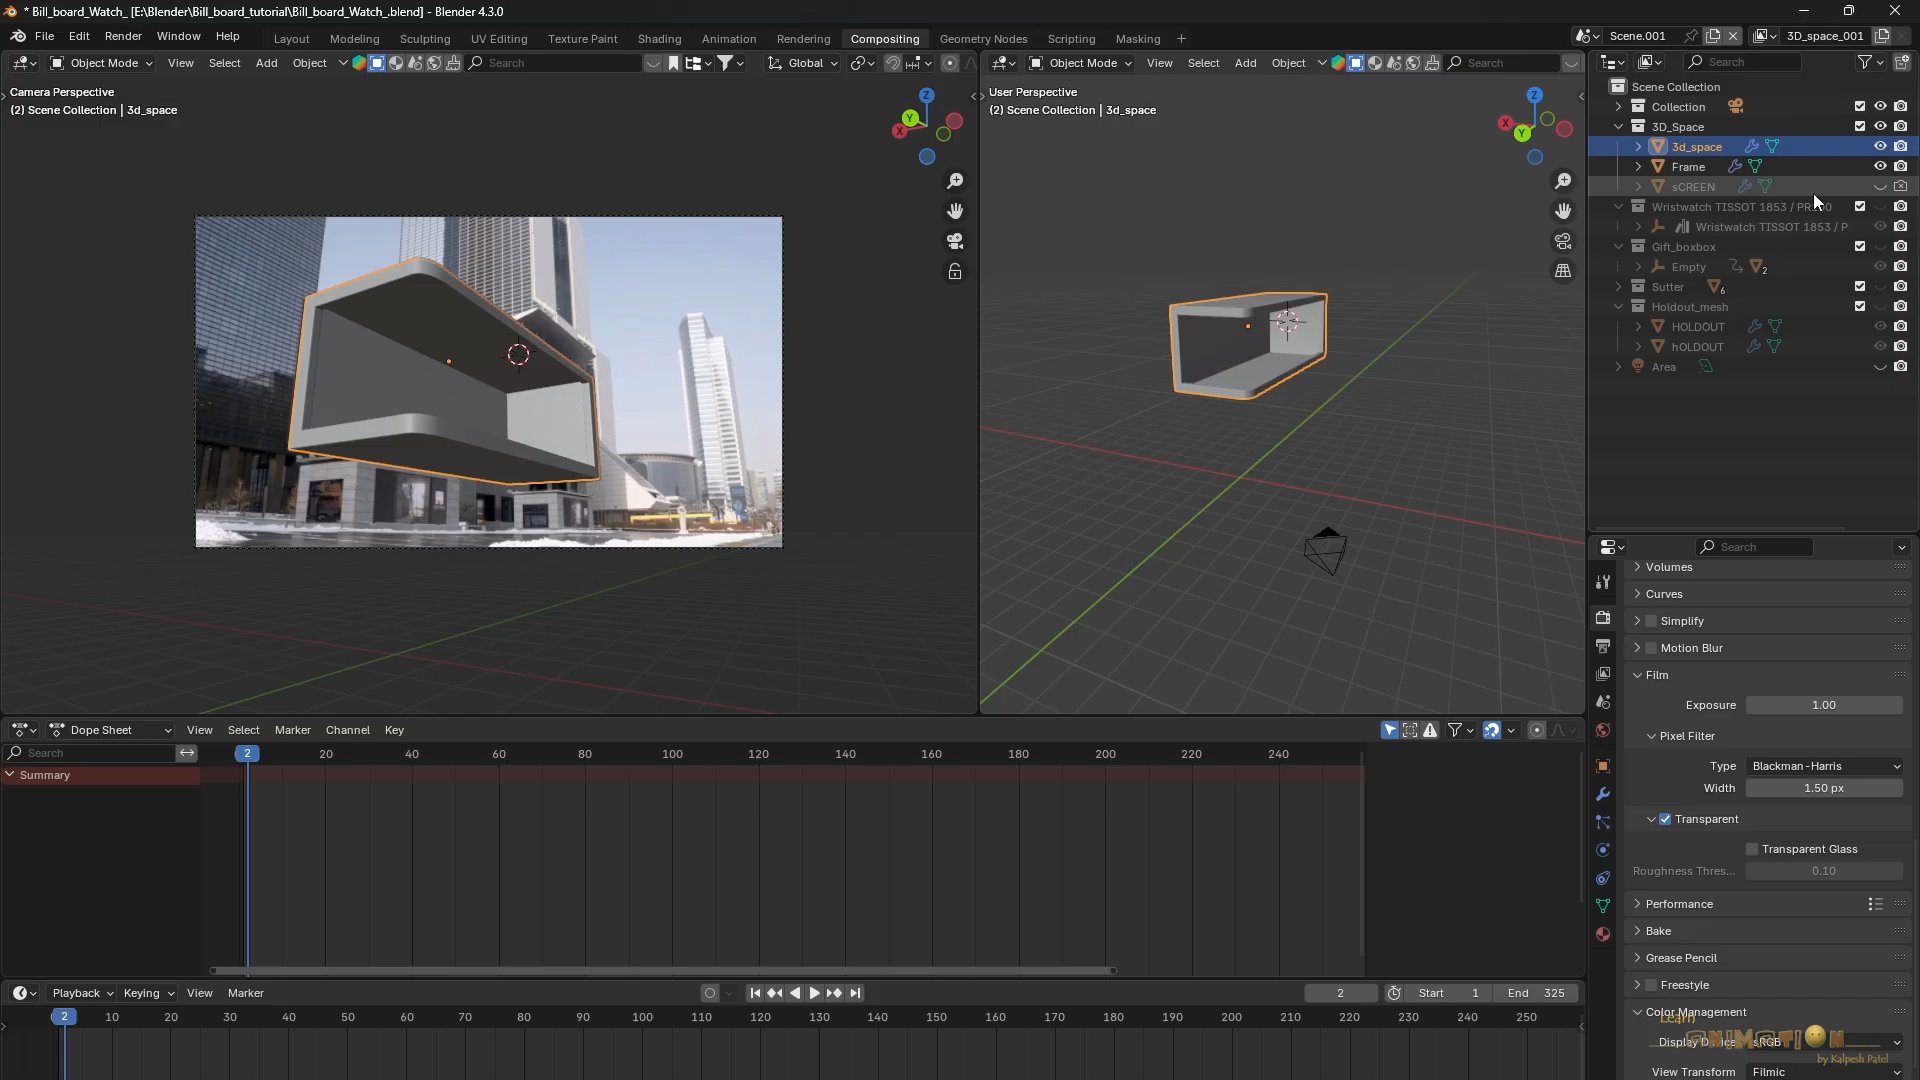 * Bill_board_Watch_ [E:\Blender\Bill_board_tutorial\Bill_board_Watch_.blend] - Blender 4.3.0
File Edit Render Window Help Layout Modeling Sculpting UV Editing Texture Paint Shading Animation Rendering Compositing Geometry Nodes Scripting Masking + Scene.001 3D_space_001
Object Mode View Select Add Object Search Global Object Mode View Select Add Object Search Search
Camera Perspective
(2) Scene Collection | 3d_space
Z
Y
X
User Perspective
(2) Scene Collection | 3d_space
Z
X
Y
Scene Collection
Collection
3D_Space
3d_space
Frame
sCREEN
Wristwatch TISSOT 1853 / PR
Wristwatch TISSOT 1853 / P
Gift_boxbox
Empty 2
Sutter 6
Holdout_mesh
HOLDOUT
hOLDOUT
Area
Search
Volumes
Curves
Simplify
Motion Blur
Film
Exposure 1.00
Pixel Filter
Type Blackman-Harris
Width 1.50 px
Transparent
Transparent Glass
Roughness Thres... 0.10
Performance
Bake
Grease Pencil
Freestyle
Color Management
Display Device sRGB
View Transform Filmic
Learn
ANIMATION
by Kalpesh Patel
Dope Sheet View Select Marker Channel Key
Search 2 20 40 60 80 100 120 140 160 180 200 220 240
Summary
Playback Keying View Marker 2 Start 1 End 325
2 10 20 30 40 50 60 70 80 90 100 110 120 130 140 150 160 170 180 190 200 210 220 230 240 250